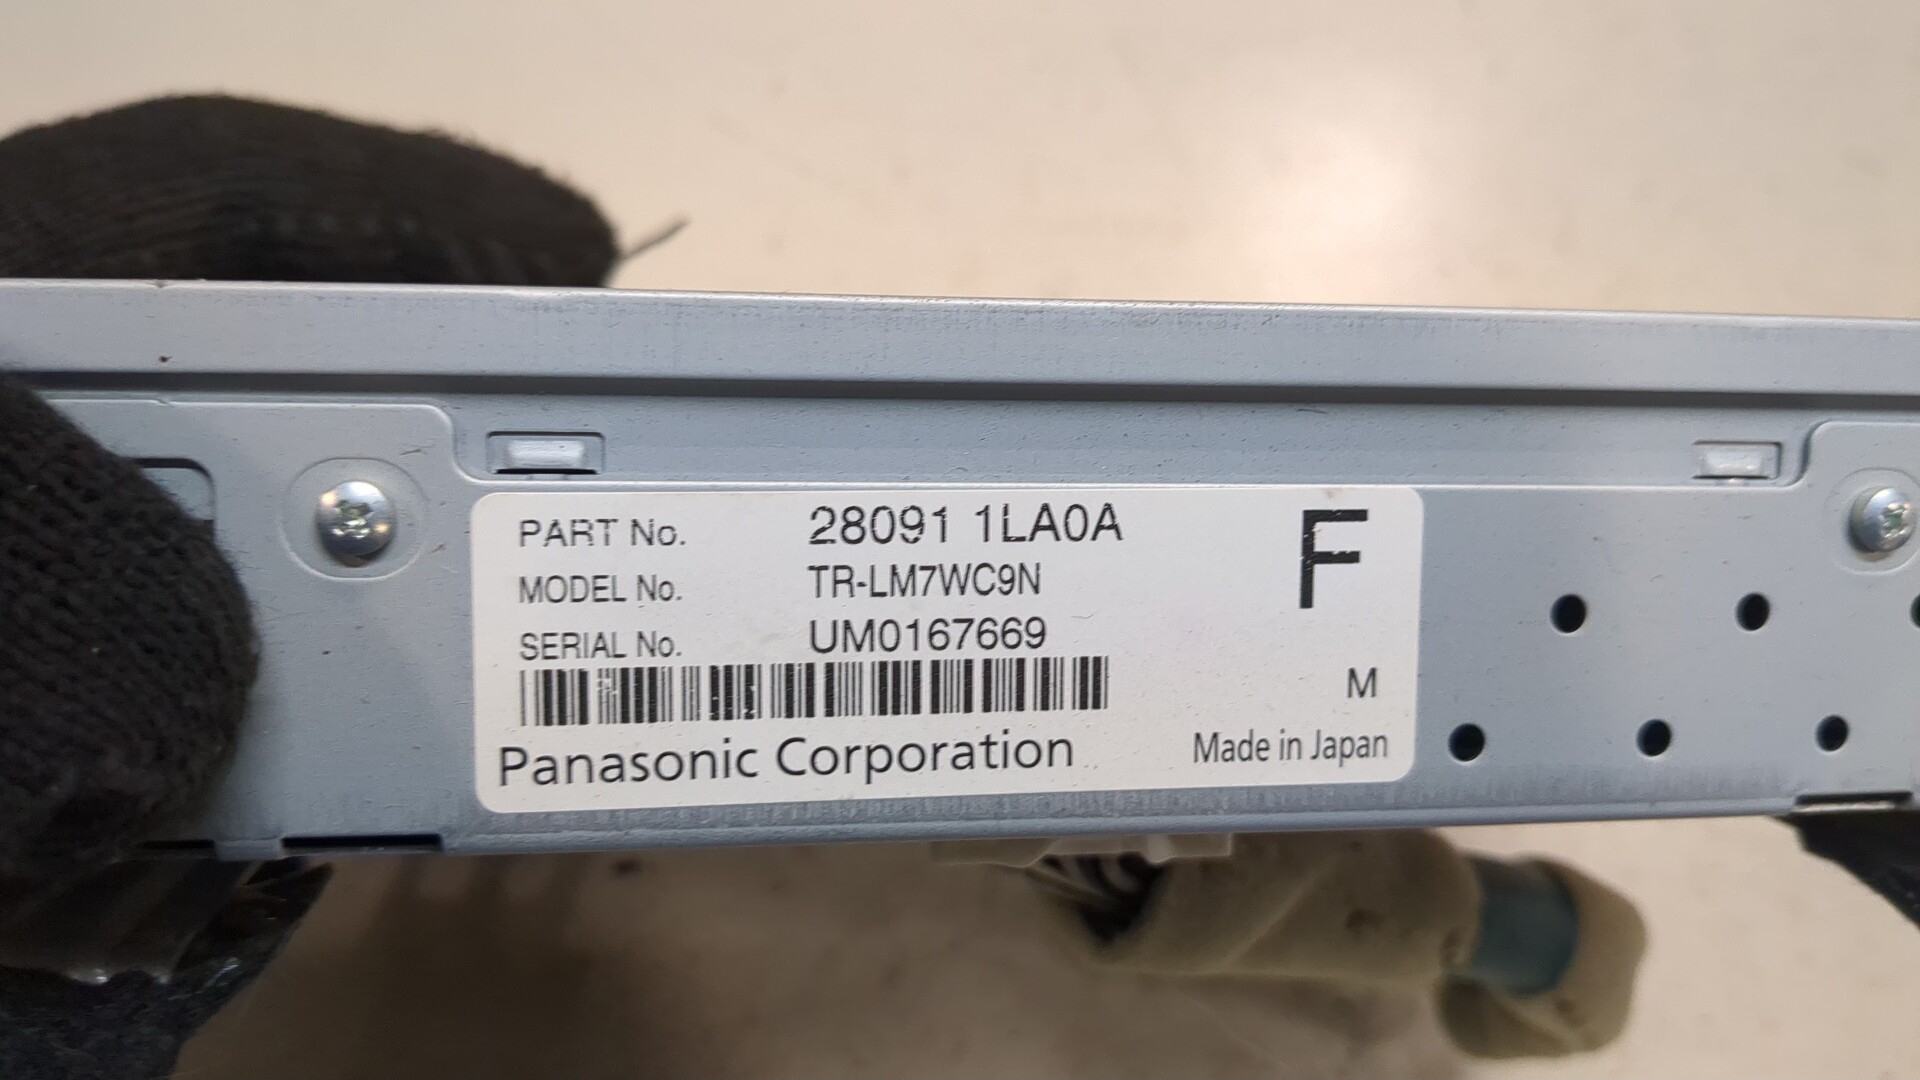 PART No. 28091 1LA0A
F
MODEL No. TR-LM7WC9N
SERIAL No. UM0167669
M
Panasonic Corporation
Made in Japan